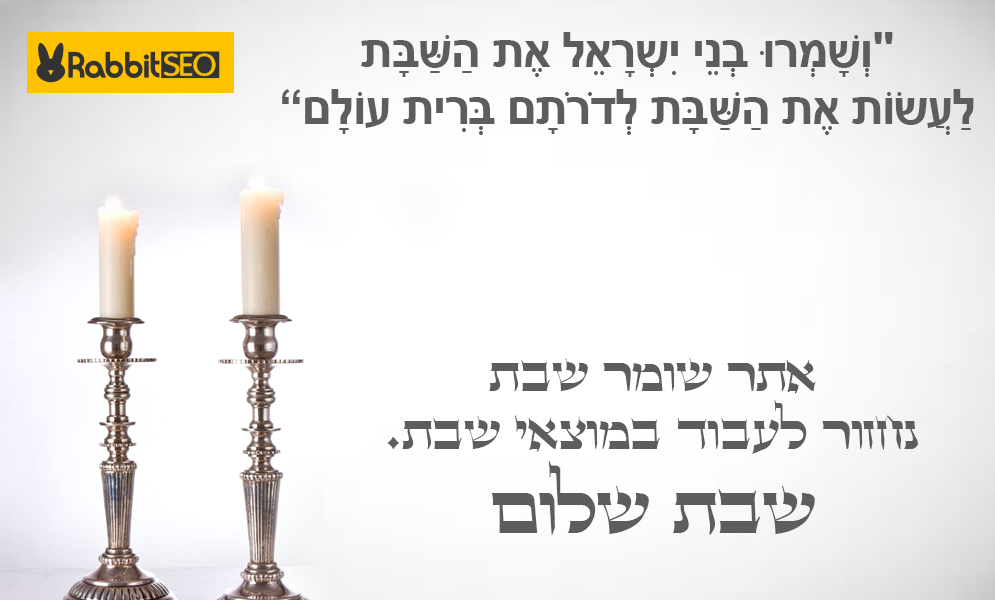 RabbitSEO
"וְשָׁמְרוּ בְנֵי יִשְׂרָאֵל אֶת הַשַּׁבָּת
לַעֲשׂוֹת אֶת הַשַּׁבָּת לְדֹרֹתָם בְּרִית עוֹלָם“
אתר שומר שבת
נחזור לעבוד במוצאי שבת.
שבת שלום